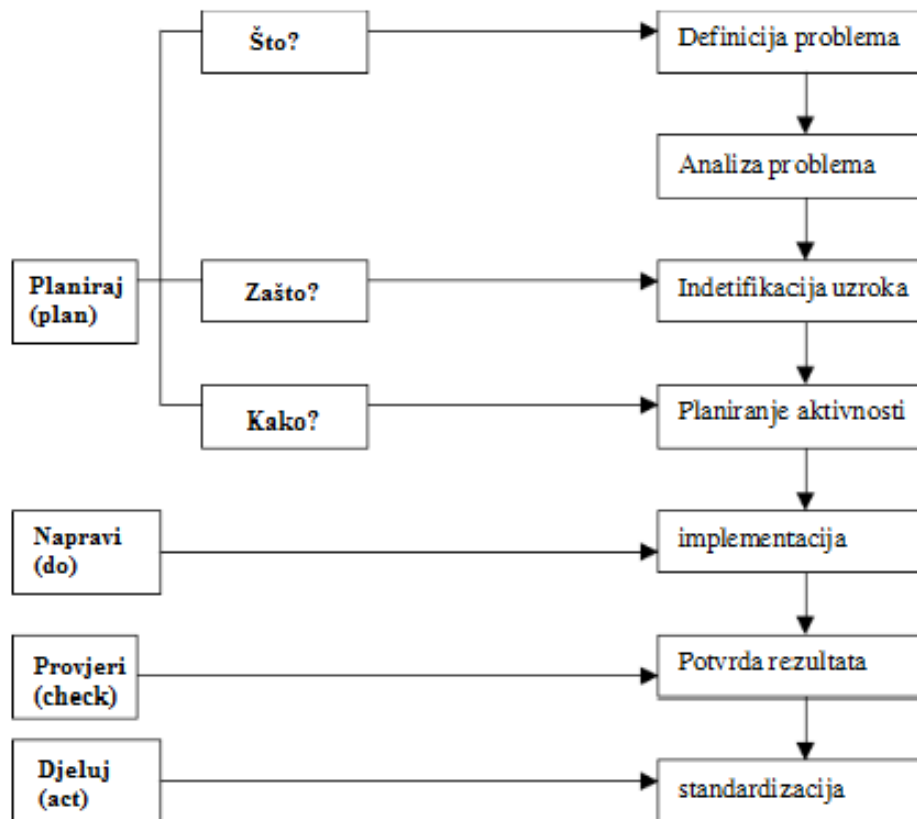 Što?
Definicija problema
Analiza problema
Planiraj
(plan)
Zašto?
Indetifikacija uzroka
Kako?
Planiranje aktivnosti
Napravi
(do)
implementacija
Provjeri
(check)
Potvrda rezultata
Djeluj
(act)
standardizacija